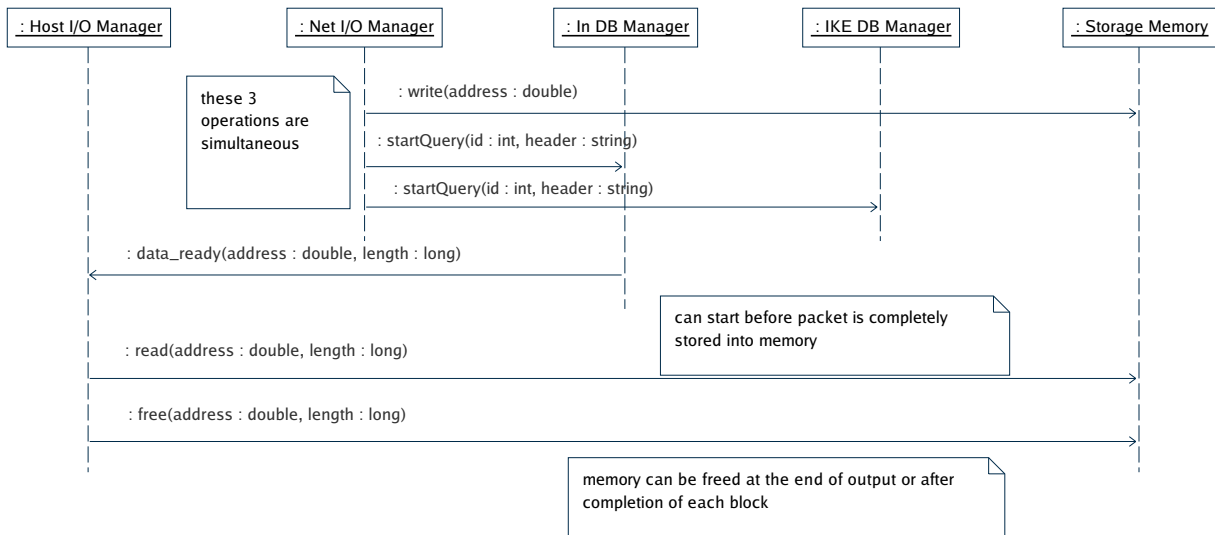 : Host I/O Manager
: Net I/O Manager
: In DB Manager
: IKE DB Manager
: Storage Memory
these 3
operations are
simultaneous
: write(address : double)
: startQuery(id : int, header : string)
: startQuery(id : int, header : string)
: data_ready(address : double, length : long)
can start before packet is completely
stored into memory
: read(address : double, length : long)
: free(address : double, length : long)
memory can be freed at the end of output or after
completion of each block